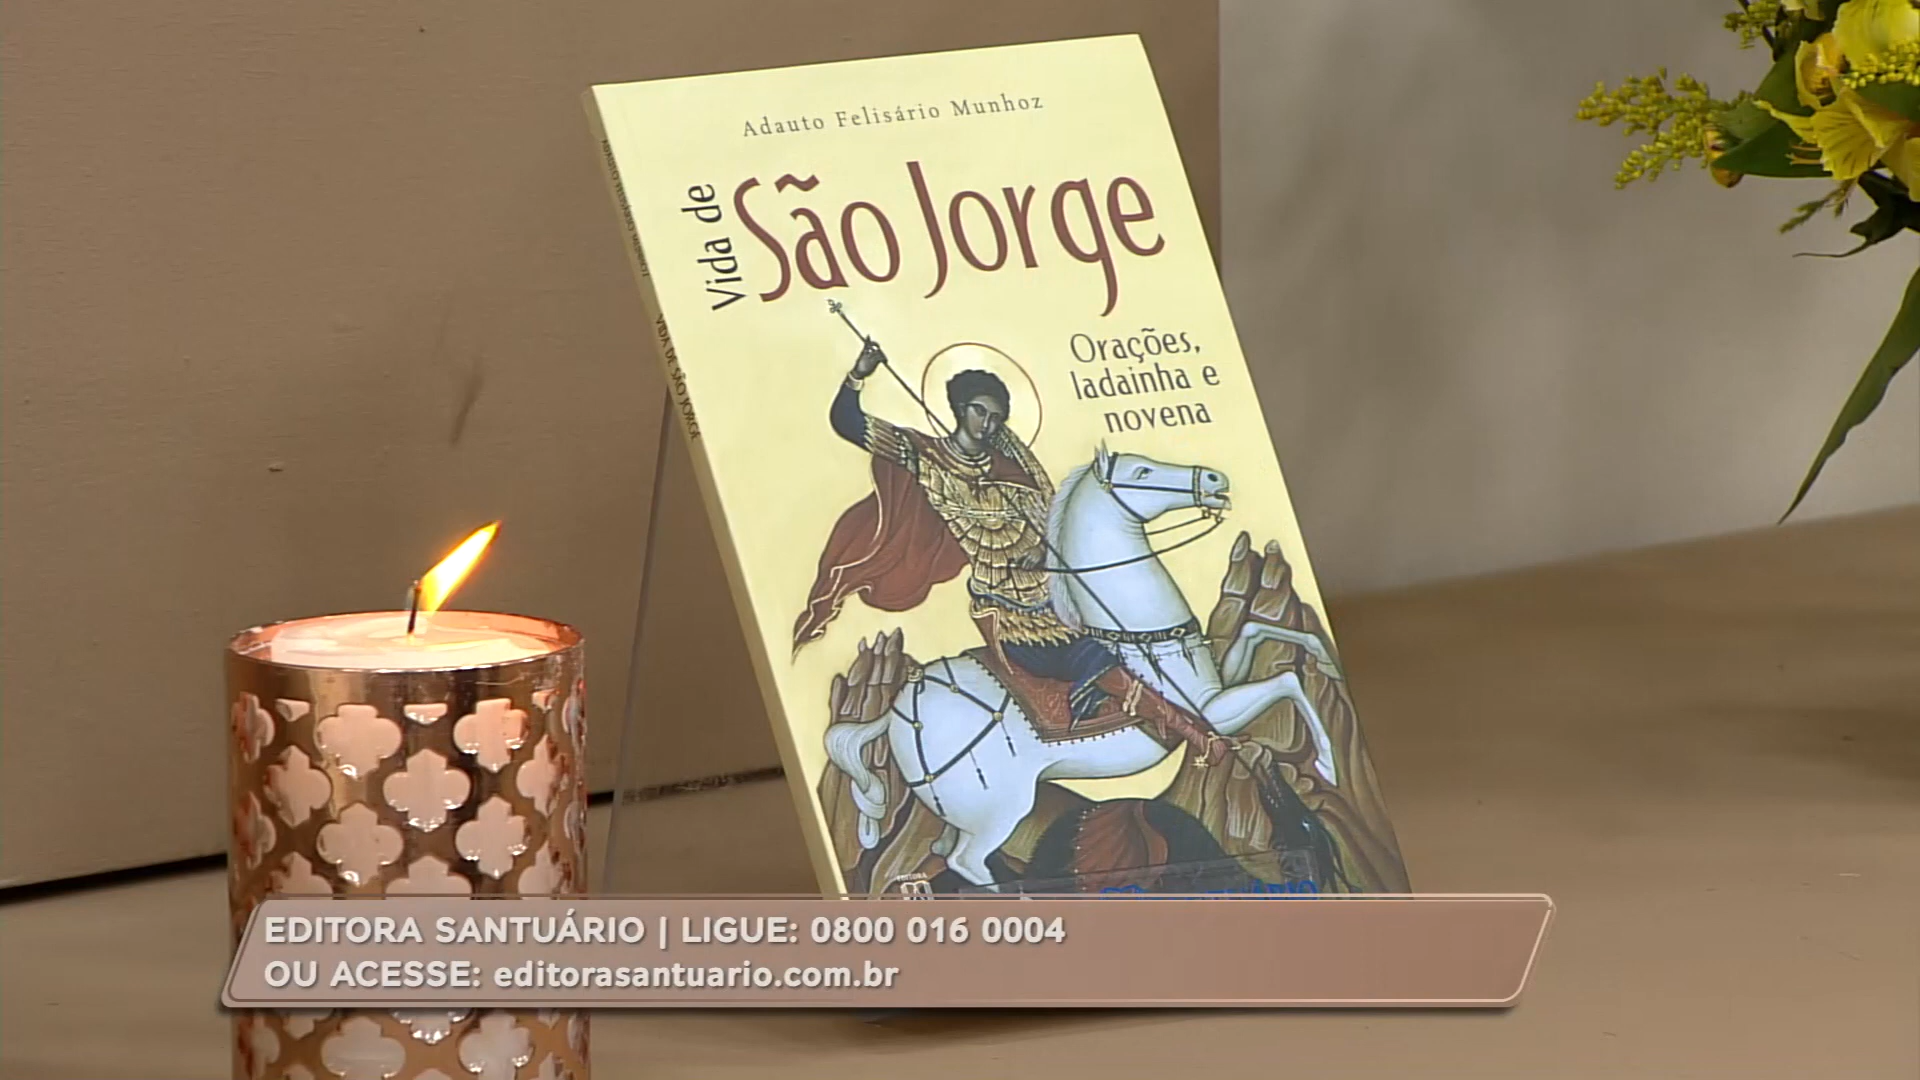 Adauto Felisário Munhoz
Vida de
São Jorge
Orações,
ladainha e
novena
VIDA DE SÃO JORGE
EDITORA
EDITORA SANTUÁRIO | LIGUE: 0800 016 0004
OU ACESSE: editorasantuario.com.br